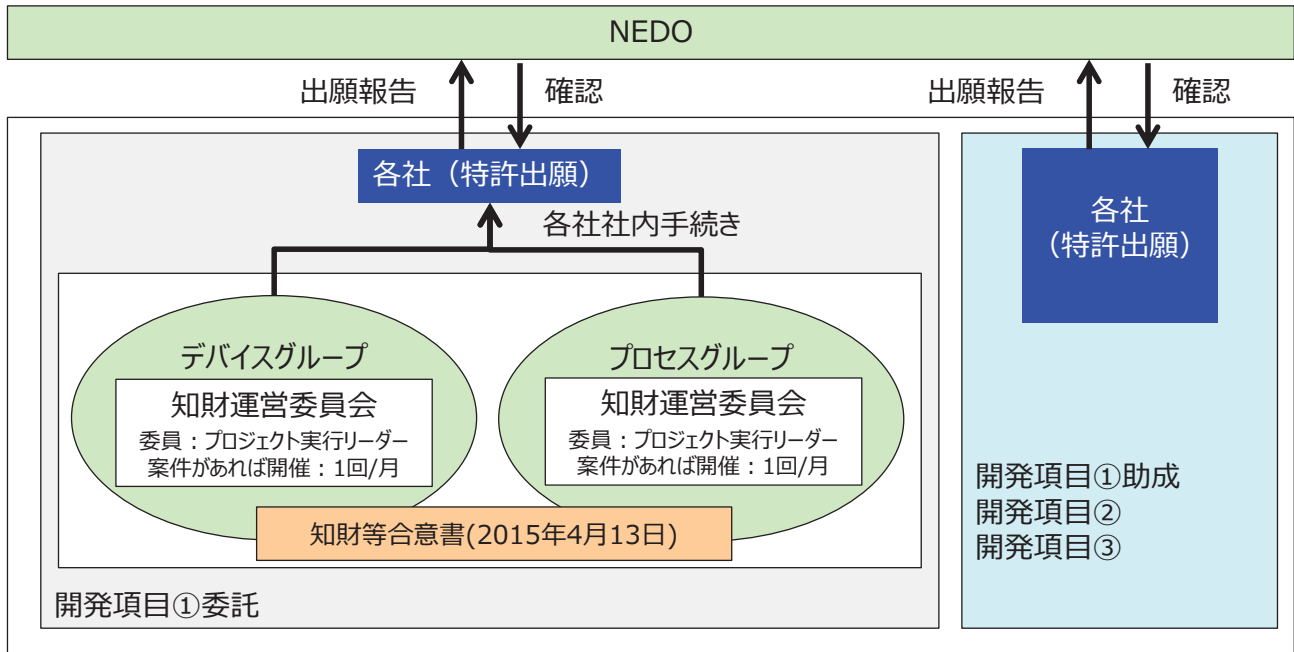 NEDO
出願報告
確認
出願報告
確認
各社（特許出願）
各社社内手続き
デバイスグループ
知財運営委員会
委員：プロジェクト実行リーダー
案件があれば開催：1回/月
プロセスグループ
知財運営委員会
委員：プロジェクト実行リーダー
案件があれば開催：1回/月
知財等合意書(2015年4月13日)
開発項目①委託
各社
（特許出願）
開発項目①助成
開発項目②
開発項目③